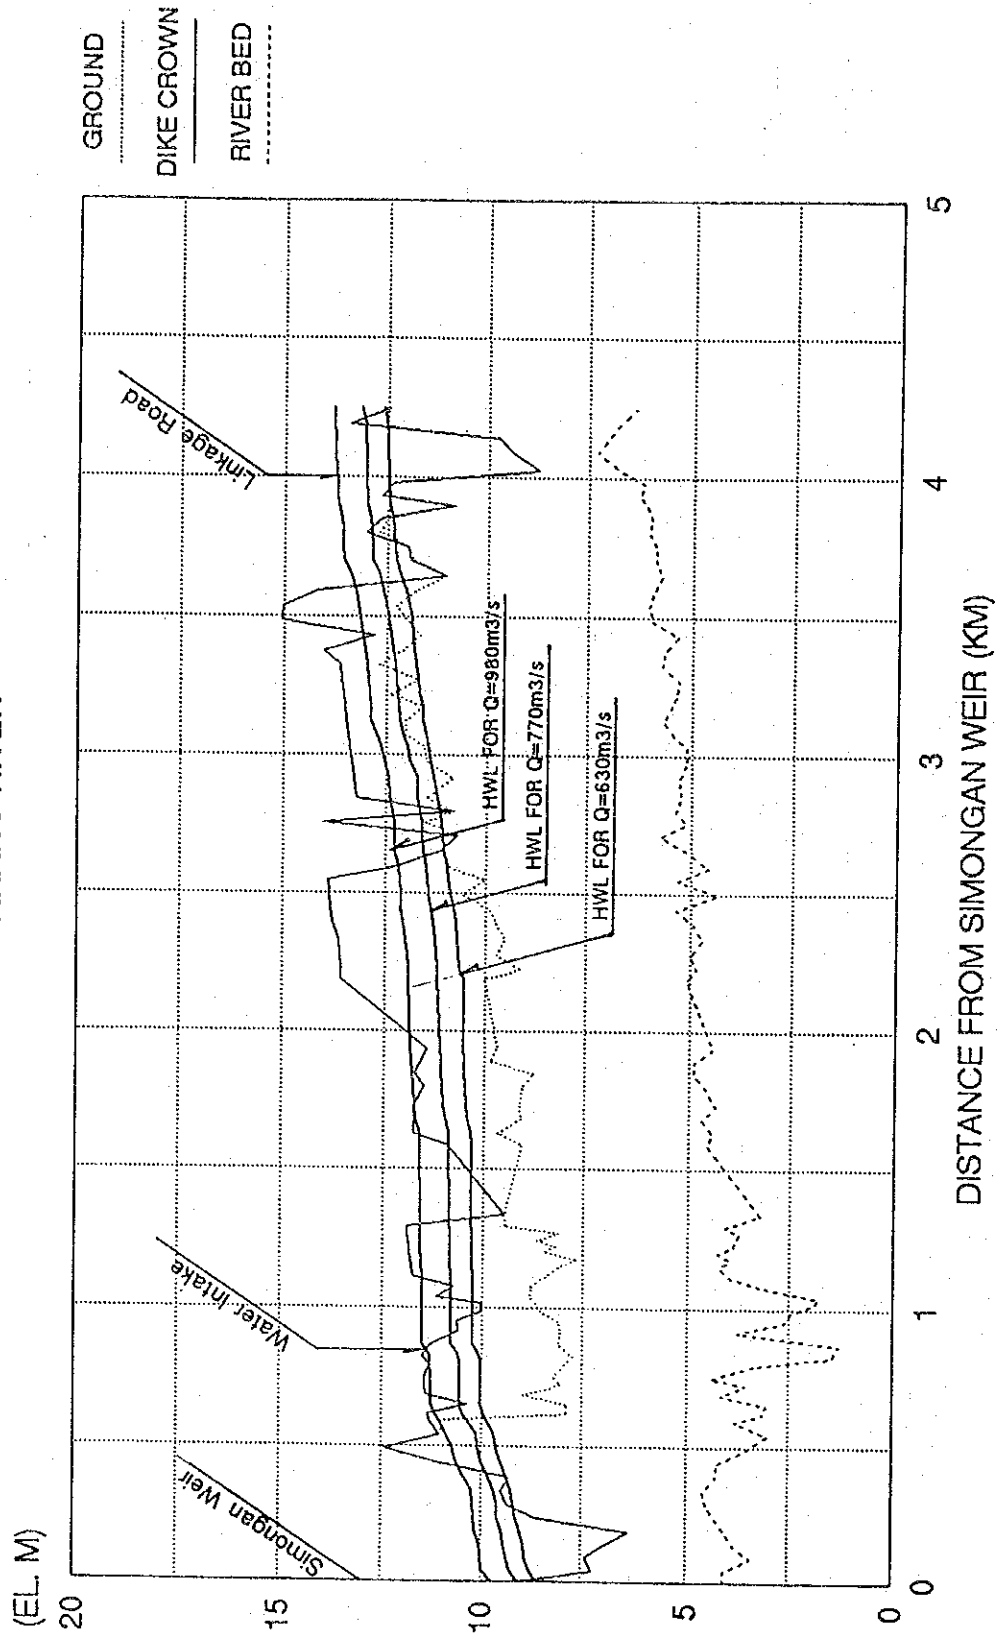 (EL. M)
GROUND
DIKE CROWN
RIVER BED
20
15
10
5
0
Simongan Weir
Water Intake
Linkage Road
HWL FOR Q=980m3/s
HWL FOR Q=770m3/s
HWL FOR Q=630m3/s
0
1
2
3
4
5
DISTANCE FROM SIMONGAN WEIR (KM)